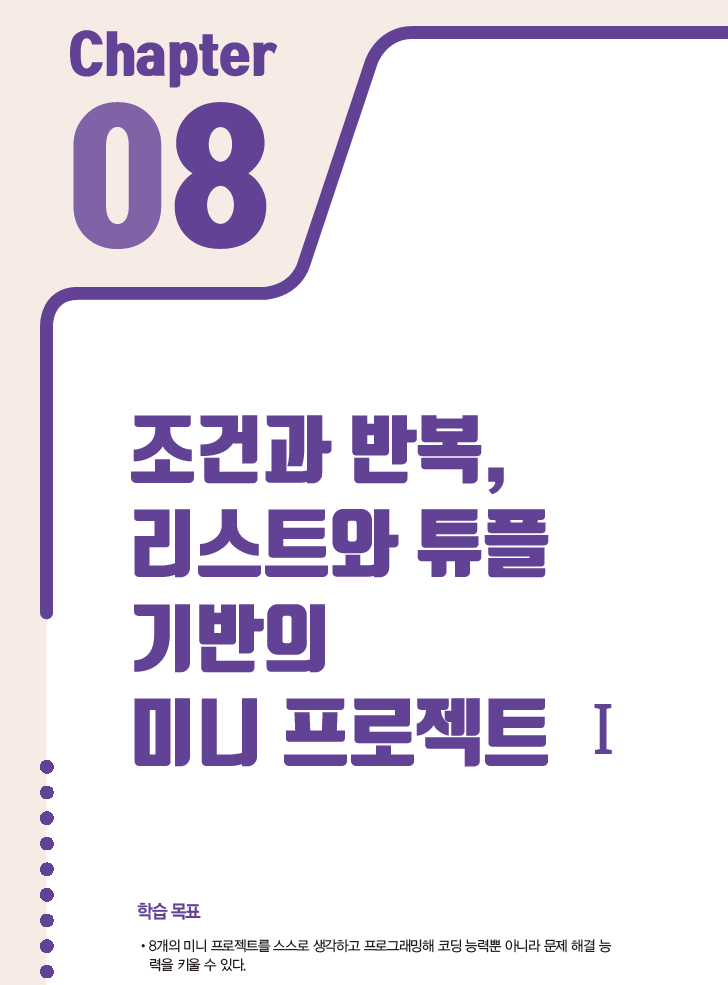 Chapter
08
조건과 반복,
리스트와 튜플
기반의
미니 프로젝트 I
학습 목표
• 8개의 미니 프로젝트를 스스로 생각하고 프로그래밍해 코딩 능력뿐 아니라 문제 해결 능
력을 키울 수 있다.